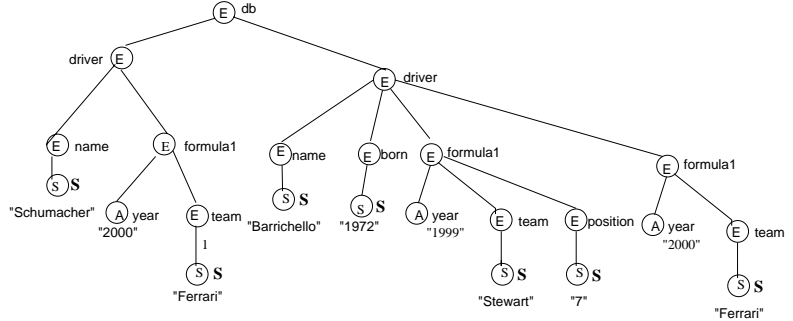 E db
driver E
E driver
E name
E formula1
E name
E born
E formula1
E formula1
S S
"Schumacher"
A year
"2000"
E team
1
S S
"Ferrari"
S S
"Barrichello"
S S
"1972"
A year
"1999"
E team
E position
A year
"2000"
E team
S S
"Stewart"
S S
"7"
S S
"Ferrari"